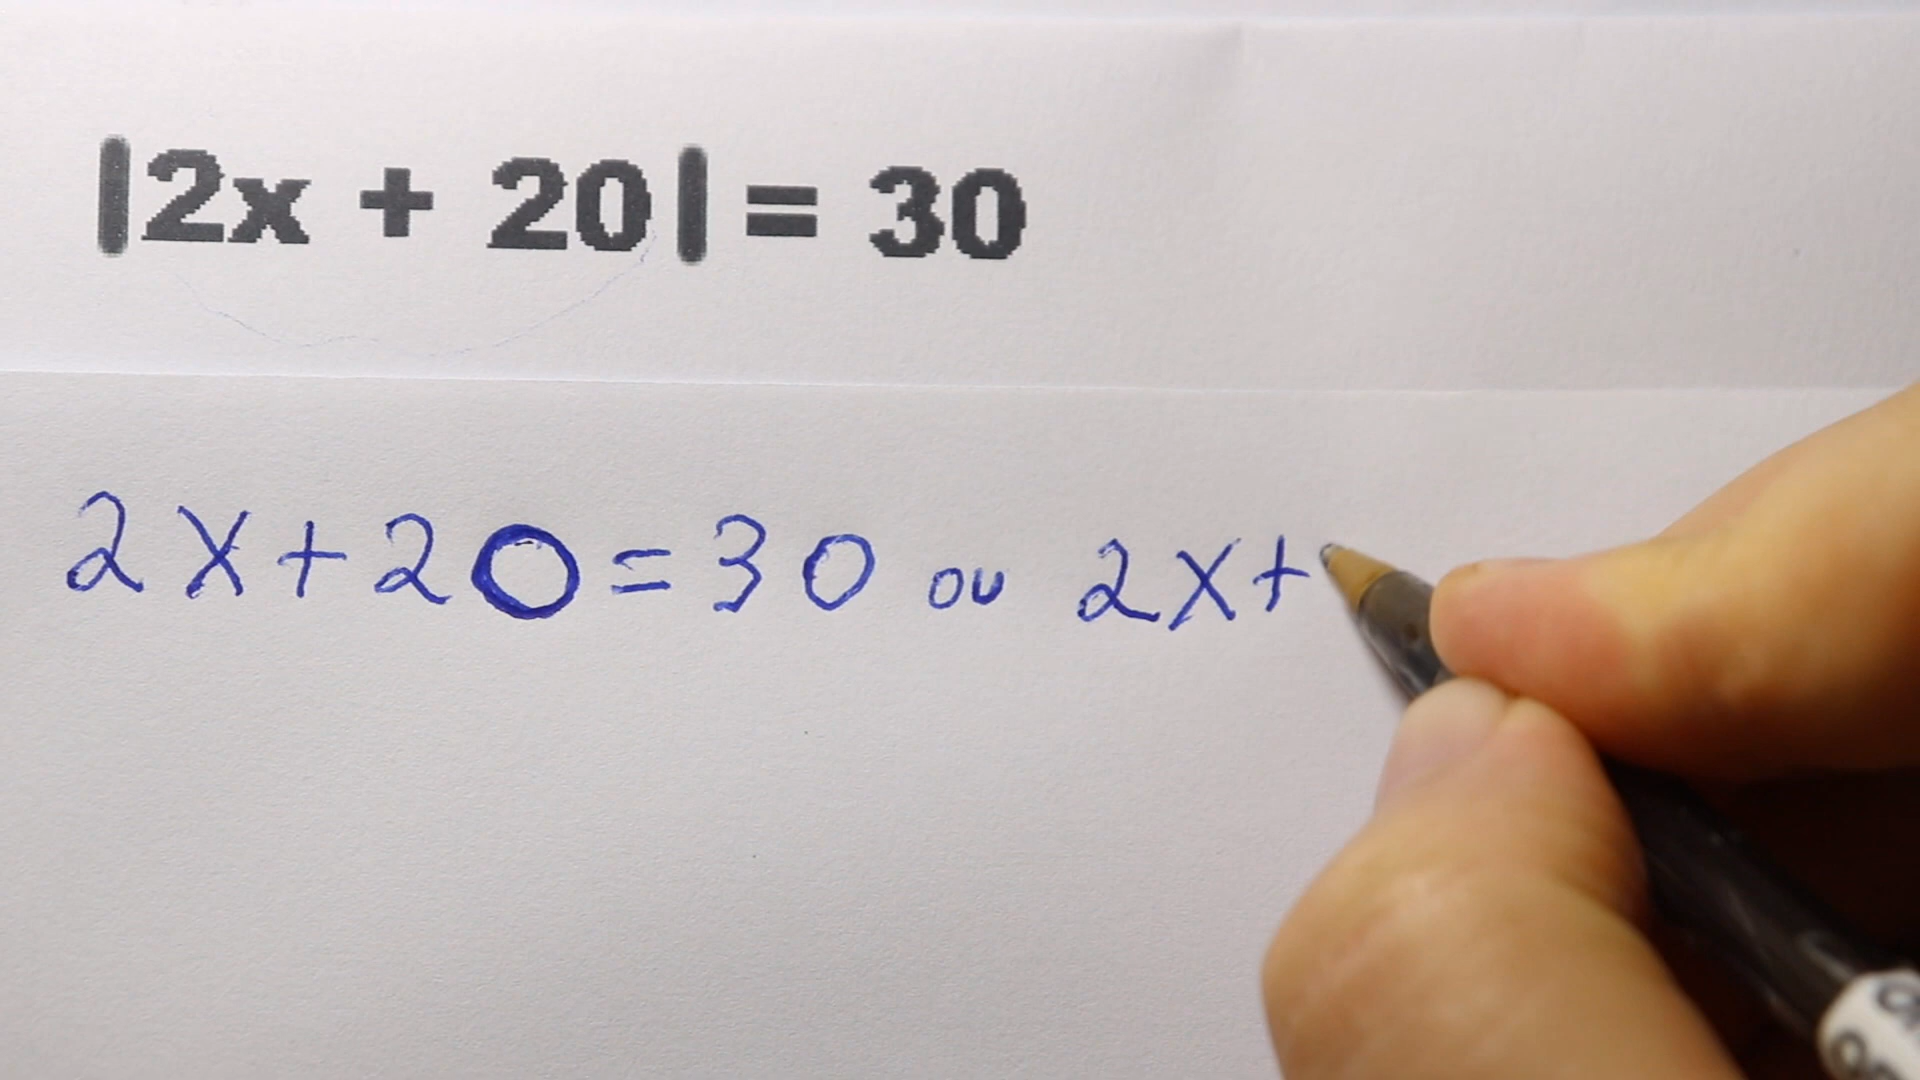 |2x + 20| = 30
2x+20=30 ou 2x+